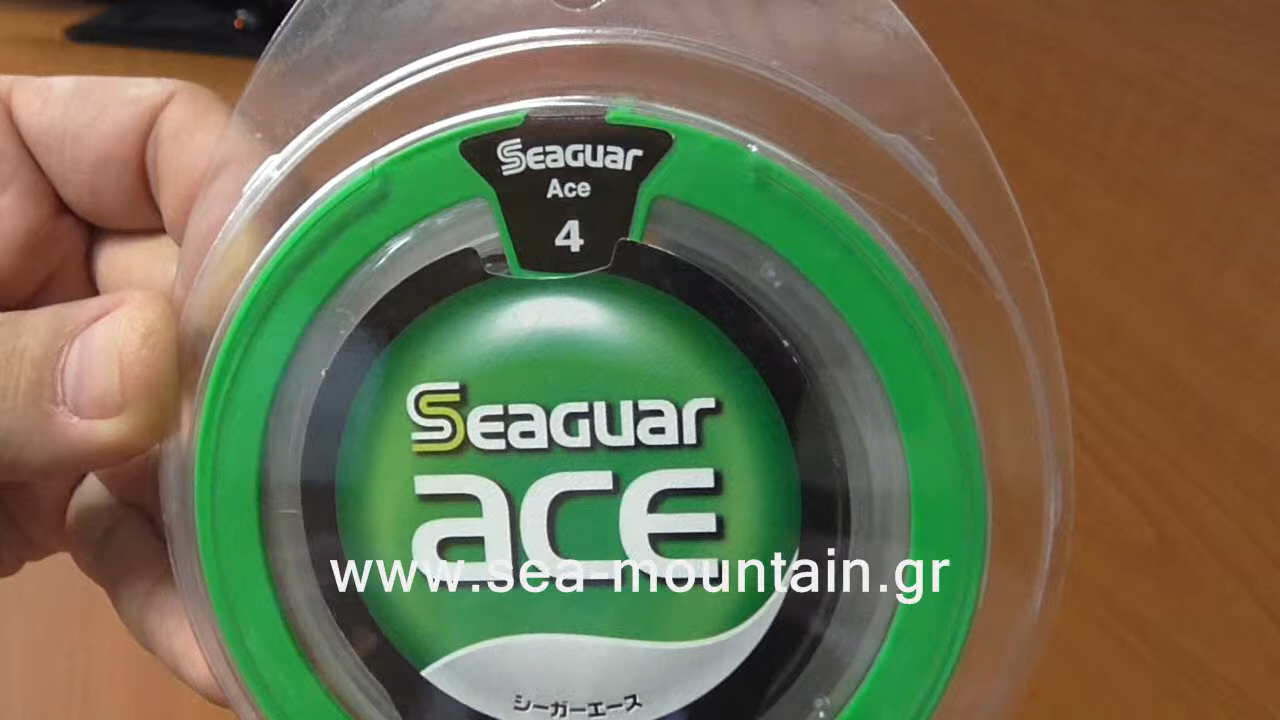 Seaguar
Ace
4
Seaguar
ace
www.sea-mountain.gr
シーガーエース